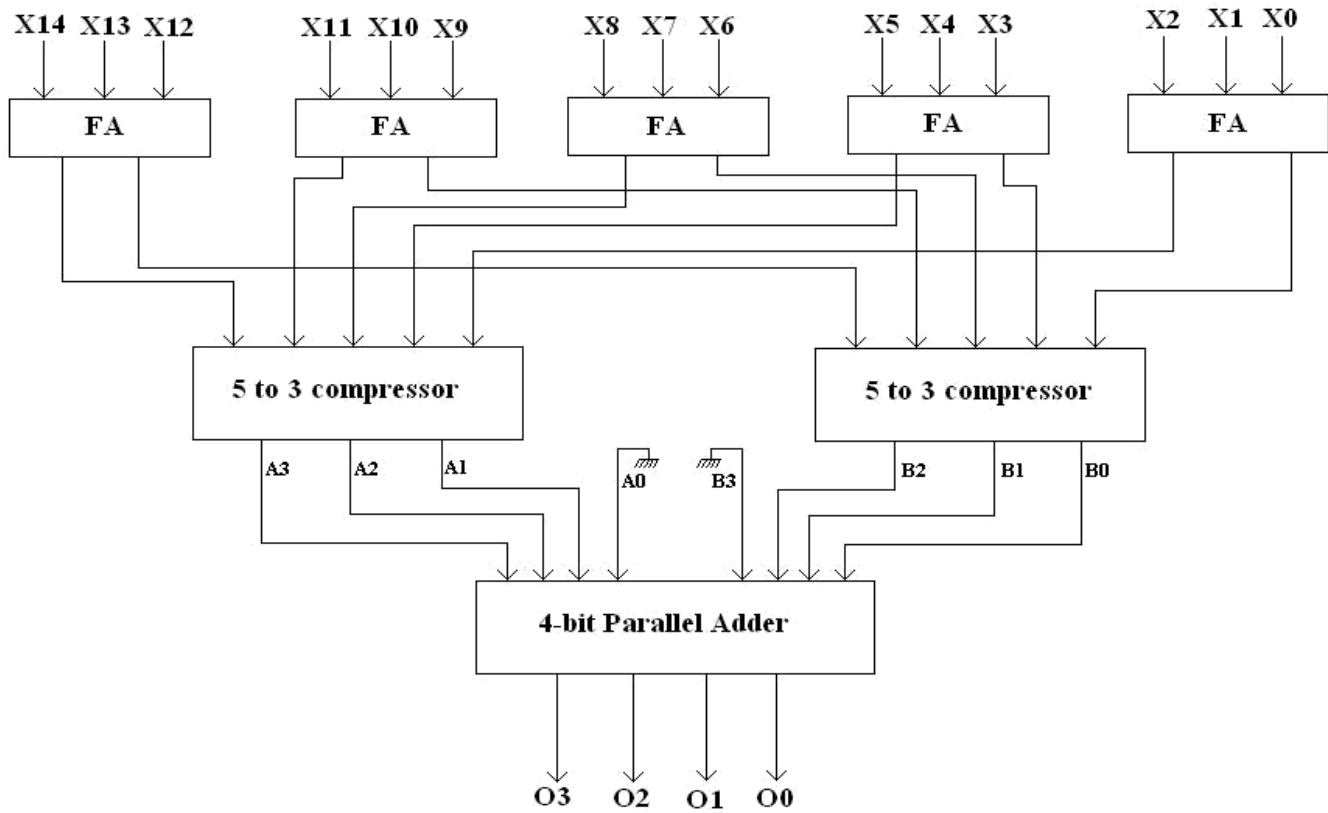 X14 X13 X12 X11 X10 X9 X8 X7 X6 X5 X4 X3 X2 X1 X0
FA FA FA FA FA
5 to 3 compressor 5 to 3 compressor
A3 A2 A1 A0 B3 B2 B1 B0
4-bit Parallel Adder
O3 O2 O1 O0